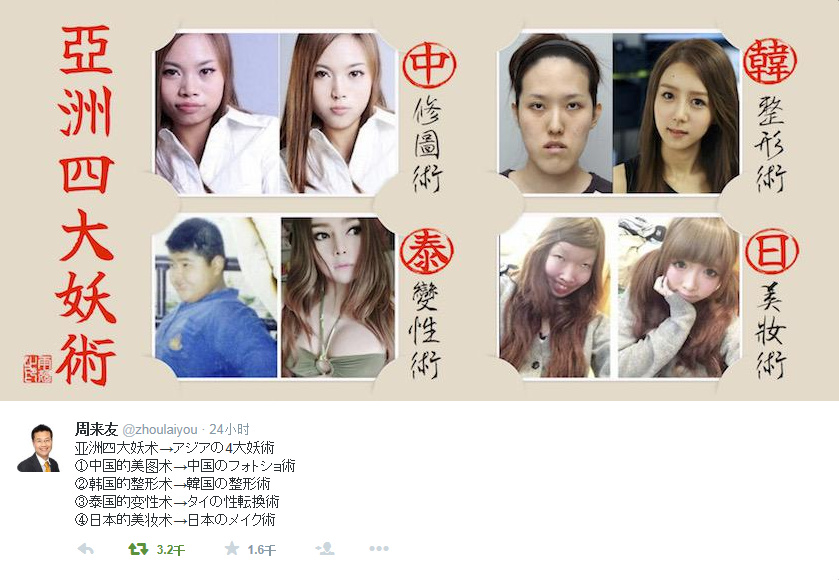 亞洲四大妖術
中
修圖術
韓
整形術
泰
變性術
日
美妝術
周来友 @zhoulaiyou · 24小时
亚洲四大妖术→アジアの4大妖術
①中国的美图术→中国のフォトショ術
②韩国的整形术→韓国の整形術
③泰国的变性术→タイの性転換術
④日本的美妆术→日本のメイク術
3.2千
1.6千